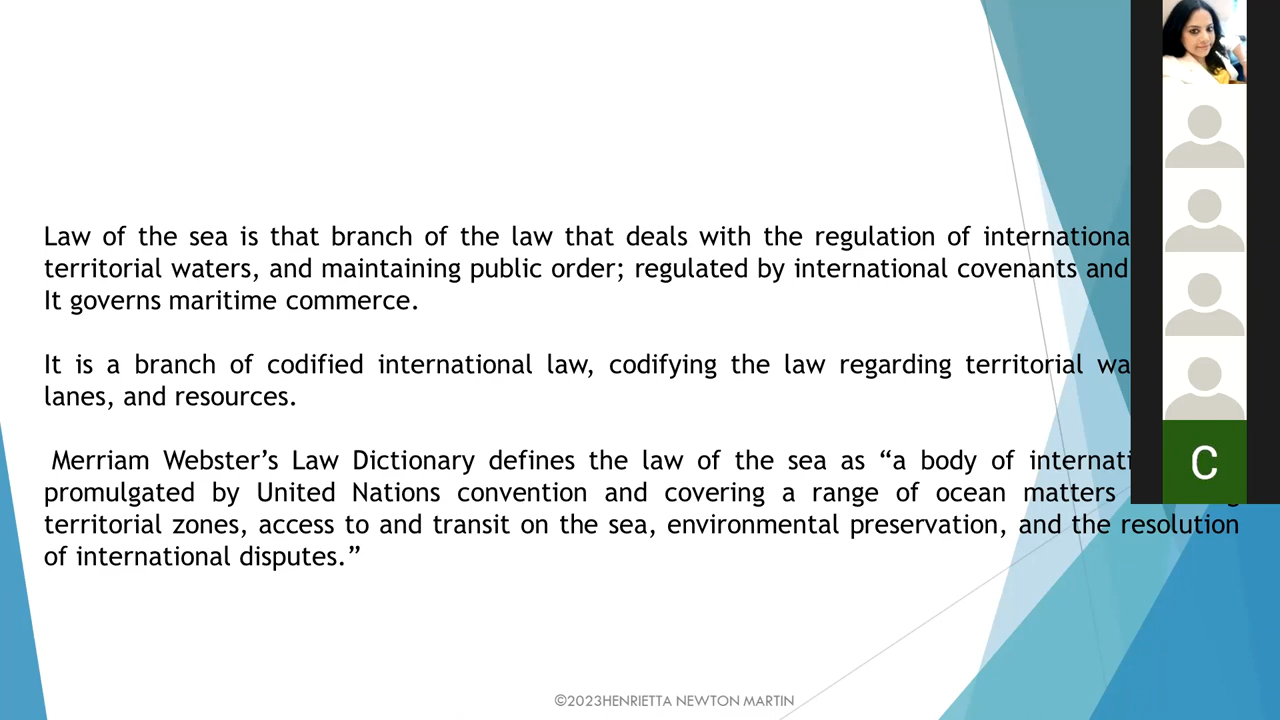 Law of the sea is that branch of the law that deals with the regulation of
territorial waters, and maintaining public order; regulated by international covenants and
It governs maritime commerce.
It is a branch of codified international law, codifying the law regarding territorial
lanes, and resources.
Merriam Webster’s Law Dictionary defines the law of the sea as “a body of
promulgated by United Nations convention and covering a range of ocean matters
territorial zones, access to and transit on the sea, environmental preservation, and the resolution
of international disputes.”
C
©2023HENRIETTA NEWTON MARTIN